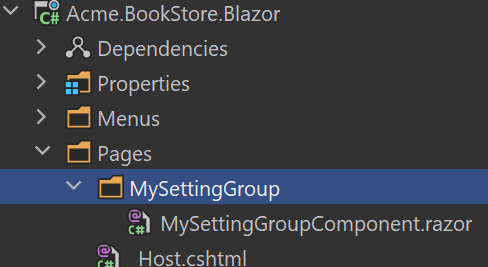 Acme.BookStore.Blazor
Dependencies
Properties
Menus
Pages
MySettingGroup
MySettingGroupComponent.razor
Host.cshtml